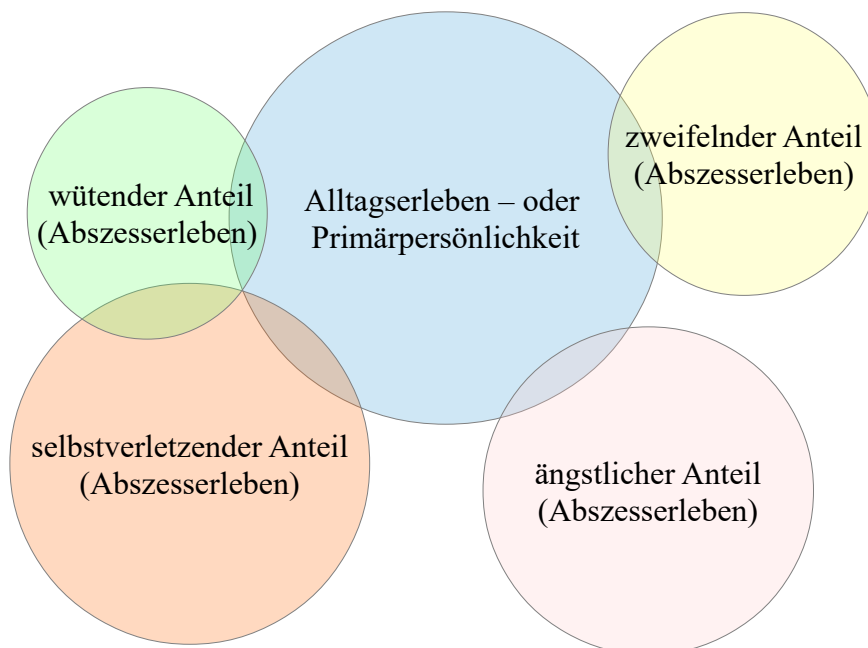 zweifelnder Anteil
(Abszesserleben)
wütender Anteil
(Abszesserleben)
Alltagserleben – oder
Primärpersönlichkeit
selbstverletzender Anteil
(Abszesserleben)
ängstlicher Anteil
(Abszesserleben)